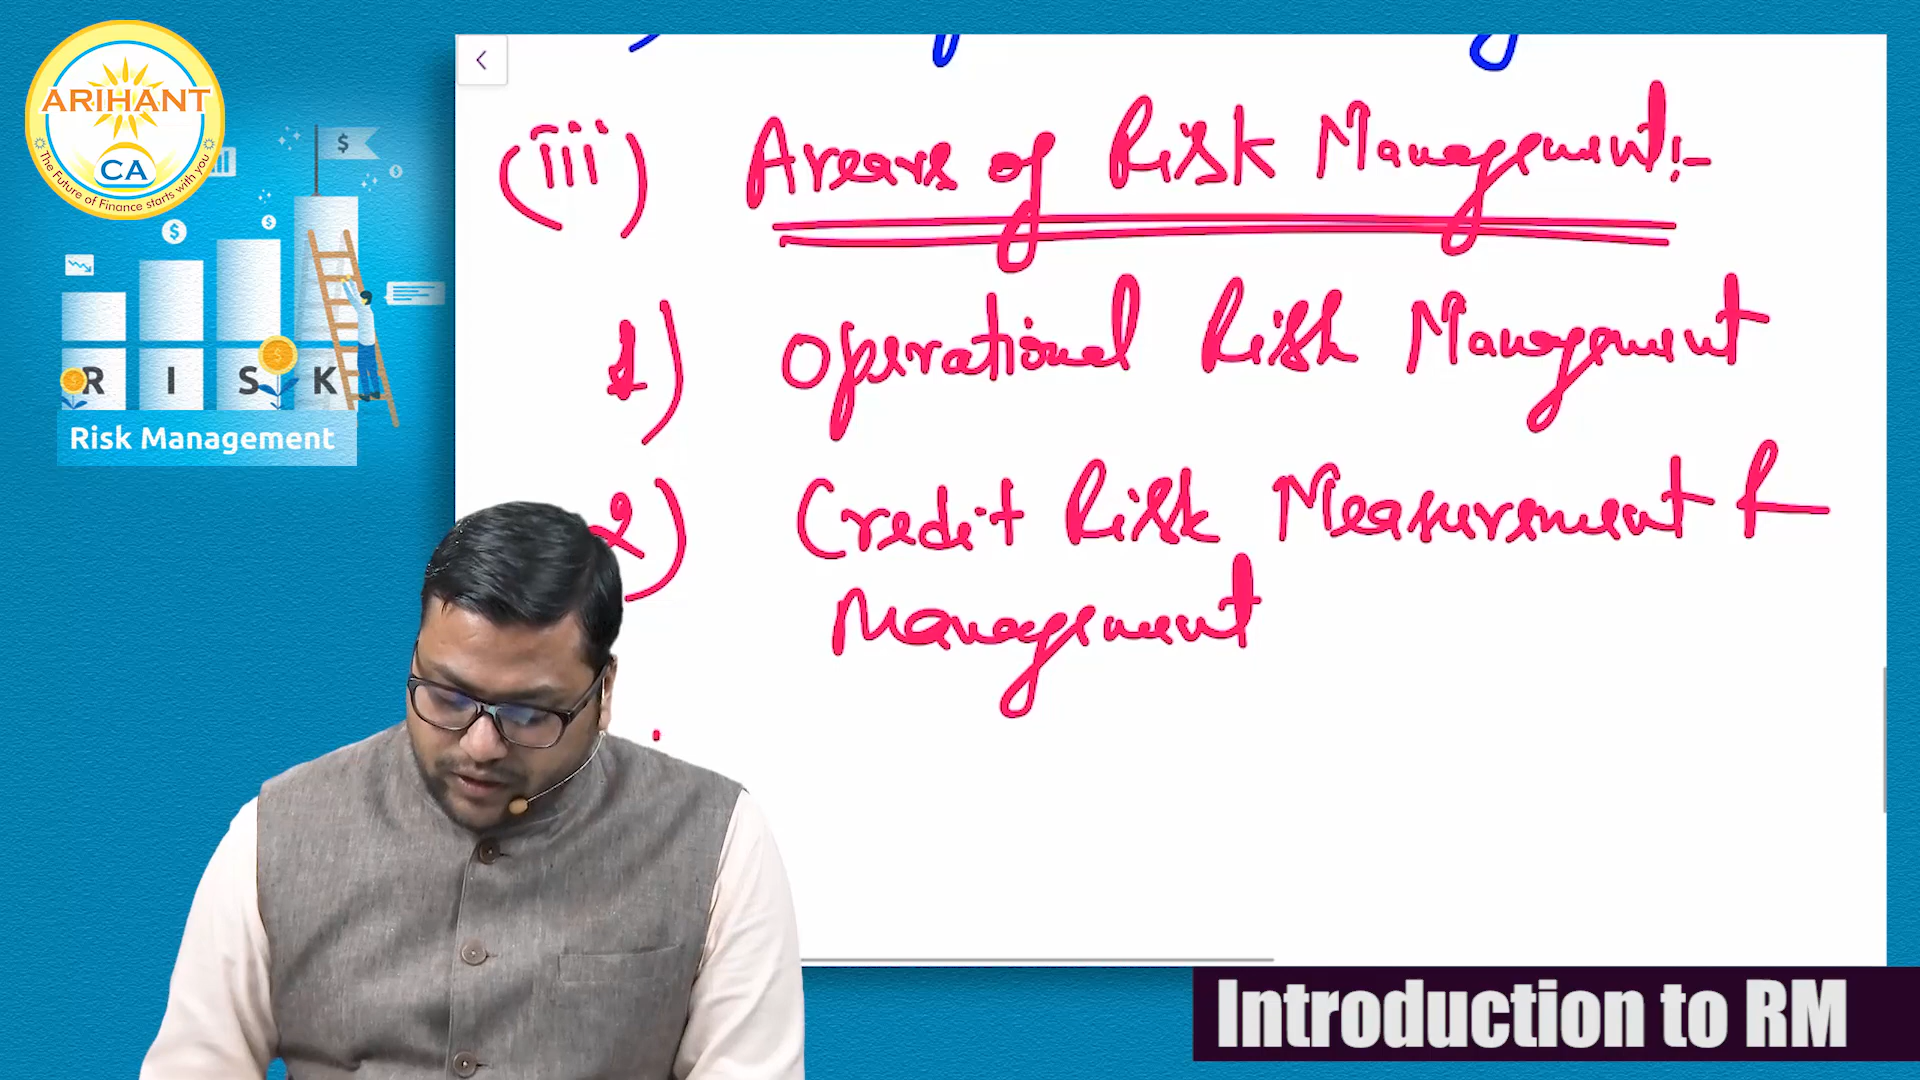 ARIHANT
CA
The Future of Finance starts with you
R I S K
Risk Management
(iii) Arears of Risk Management:-
1) Operational Risk Management
2) Credit Risk Measurement &
Management
Introduction to RM